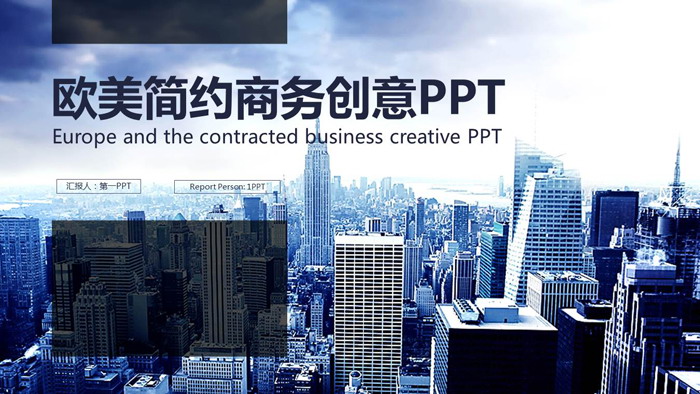 欧美简约商务创意PPT
Europe and the contracted business creative PPT
汇报人：第一PPT
Report Person: 1PPT